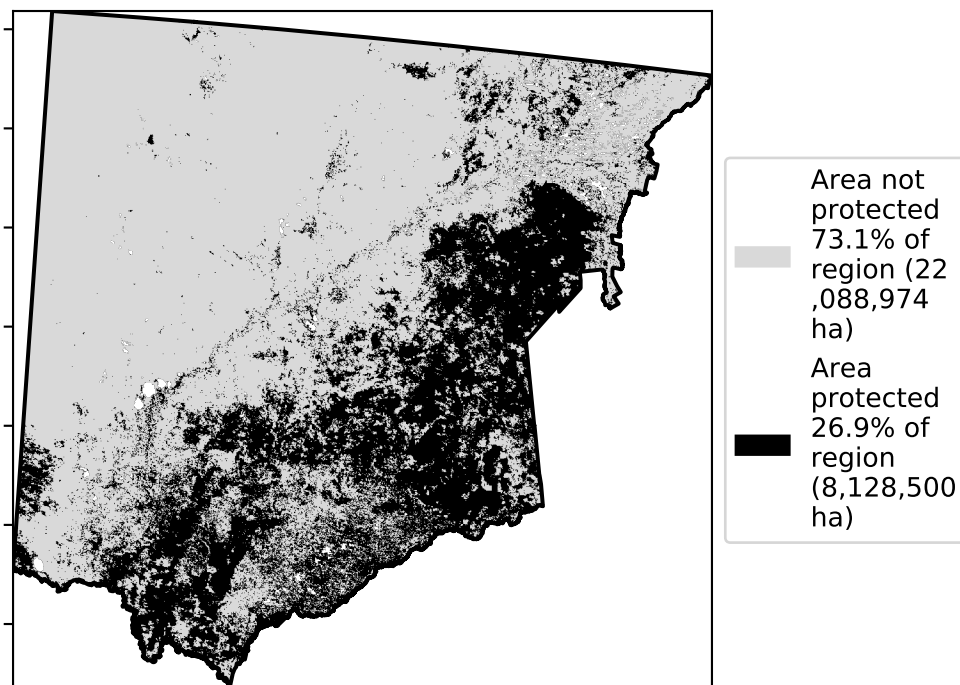 Area not
protected
73.1% of
region (22
,088,974
ha)
Area
protected
26.9% of
region
(8,128,500
ha)